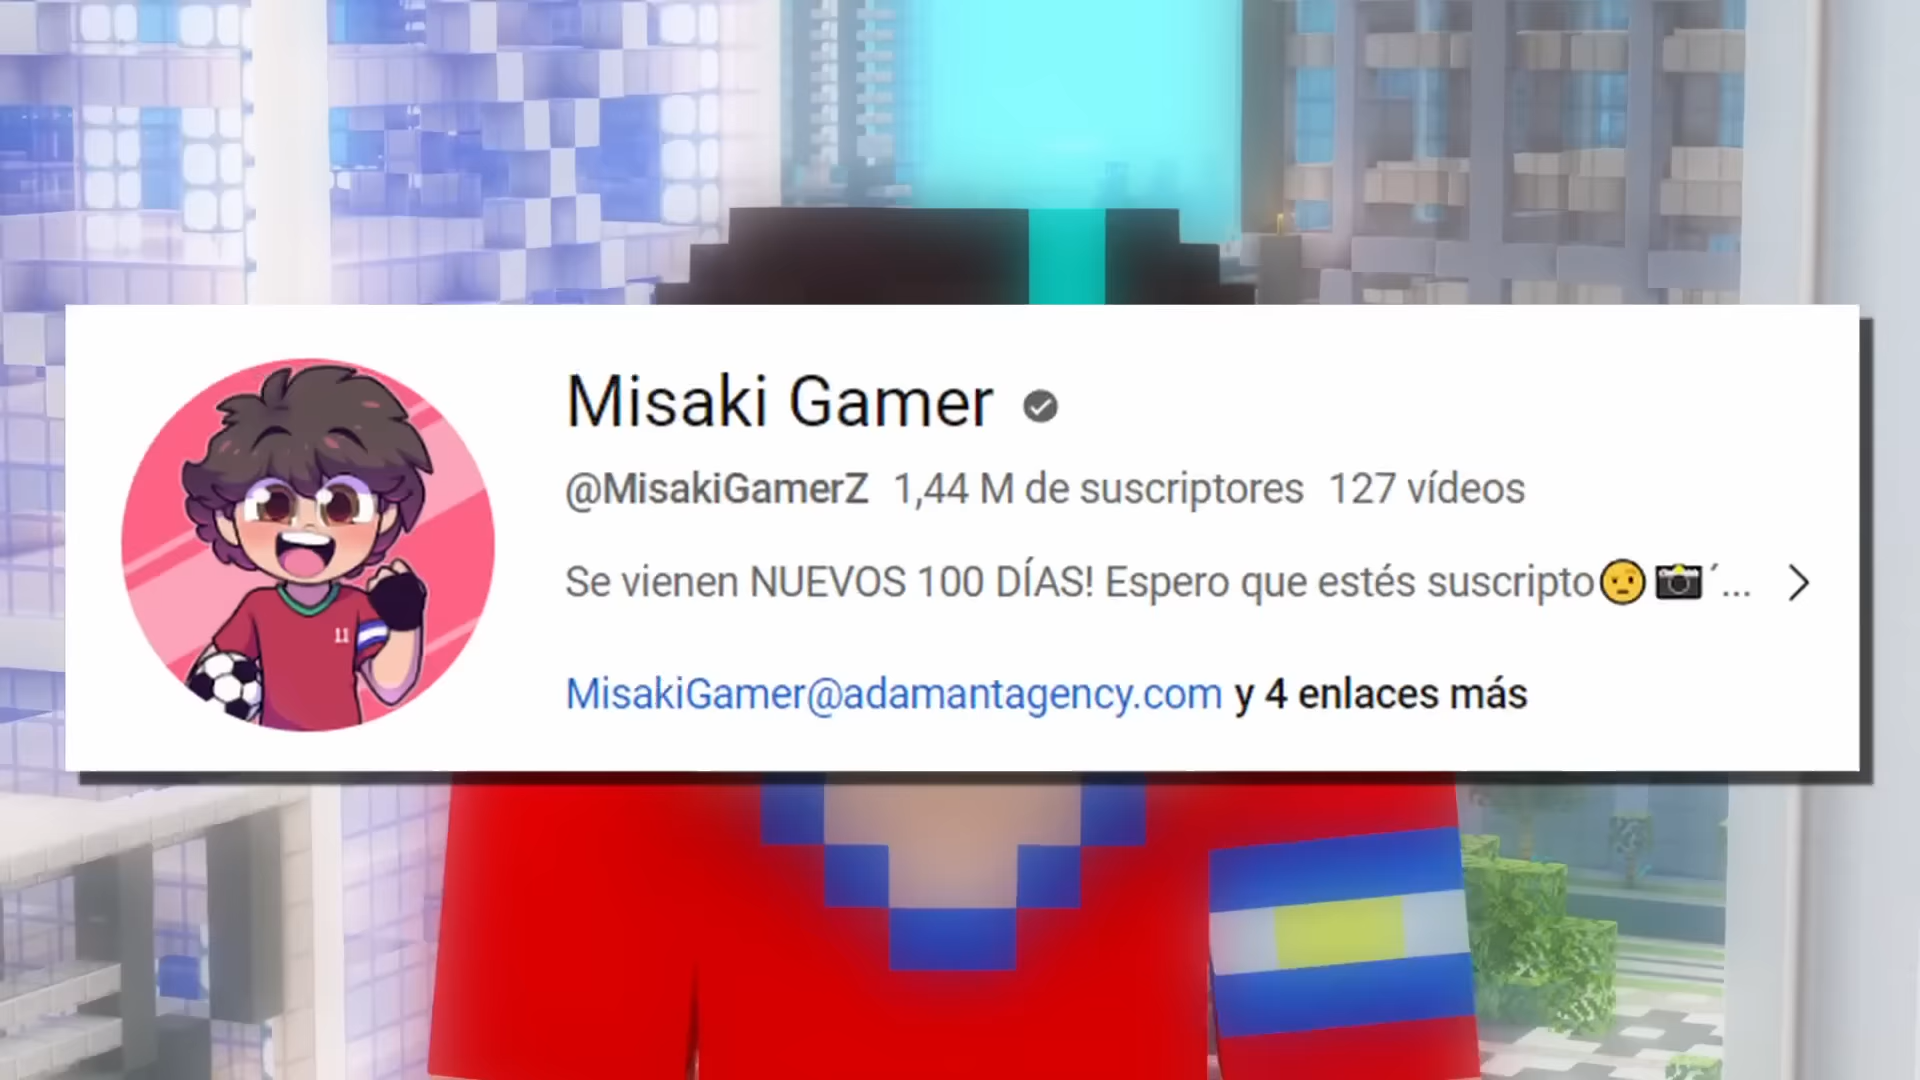 Misaki Gamer
@MisakiGamerZ 1,44 M de suscriptores 127 vídeos
Se vienen NUEVOS 100 DÍAS! Espero que estés suscripto🤨📸´...
MisakiGamer@adamantagency.com y 4 enlaces más
11